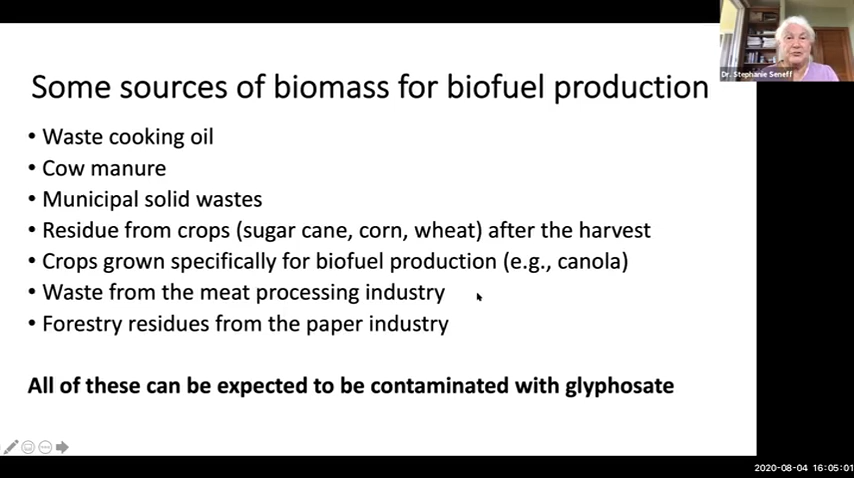 Dr. Stephanie Seneff
Some sources of biomass for biofuel production
• Waste cooking oil
• Cow manure
• Municipal solid wastes
• Residue from crops (sugar cane, corn, wheat) after the harvest
• Crops grown specifically for biofuel production (e.g., canola)
• Waste from the meat processing industry
• Forestry residues from the paper industry
All of these can be expected to be contaminated with glyphosate
2020-08-04 16:05:01